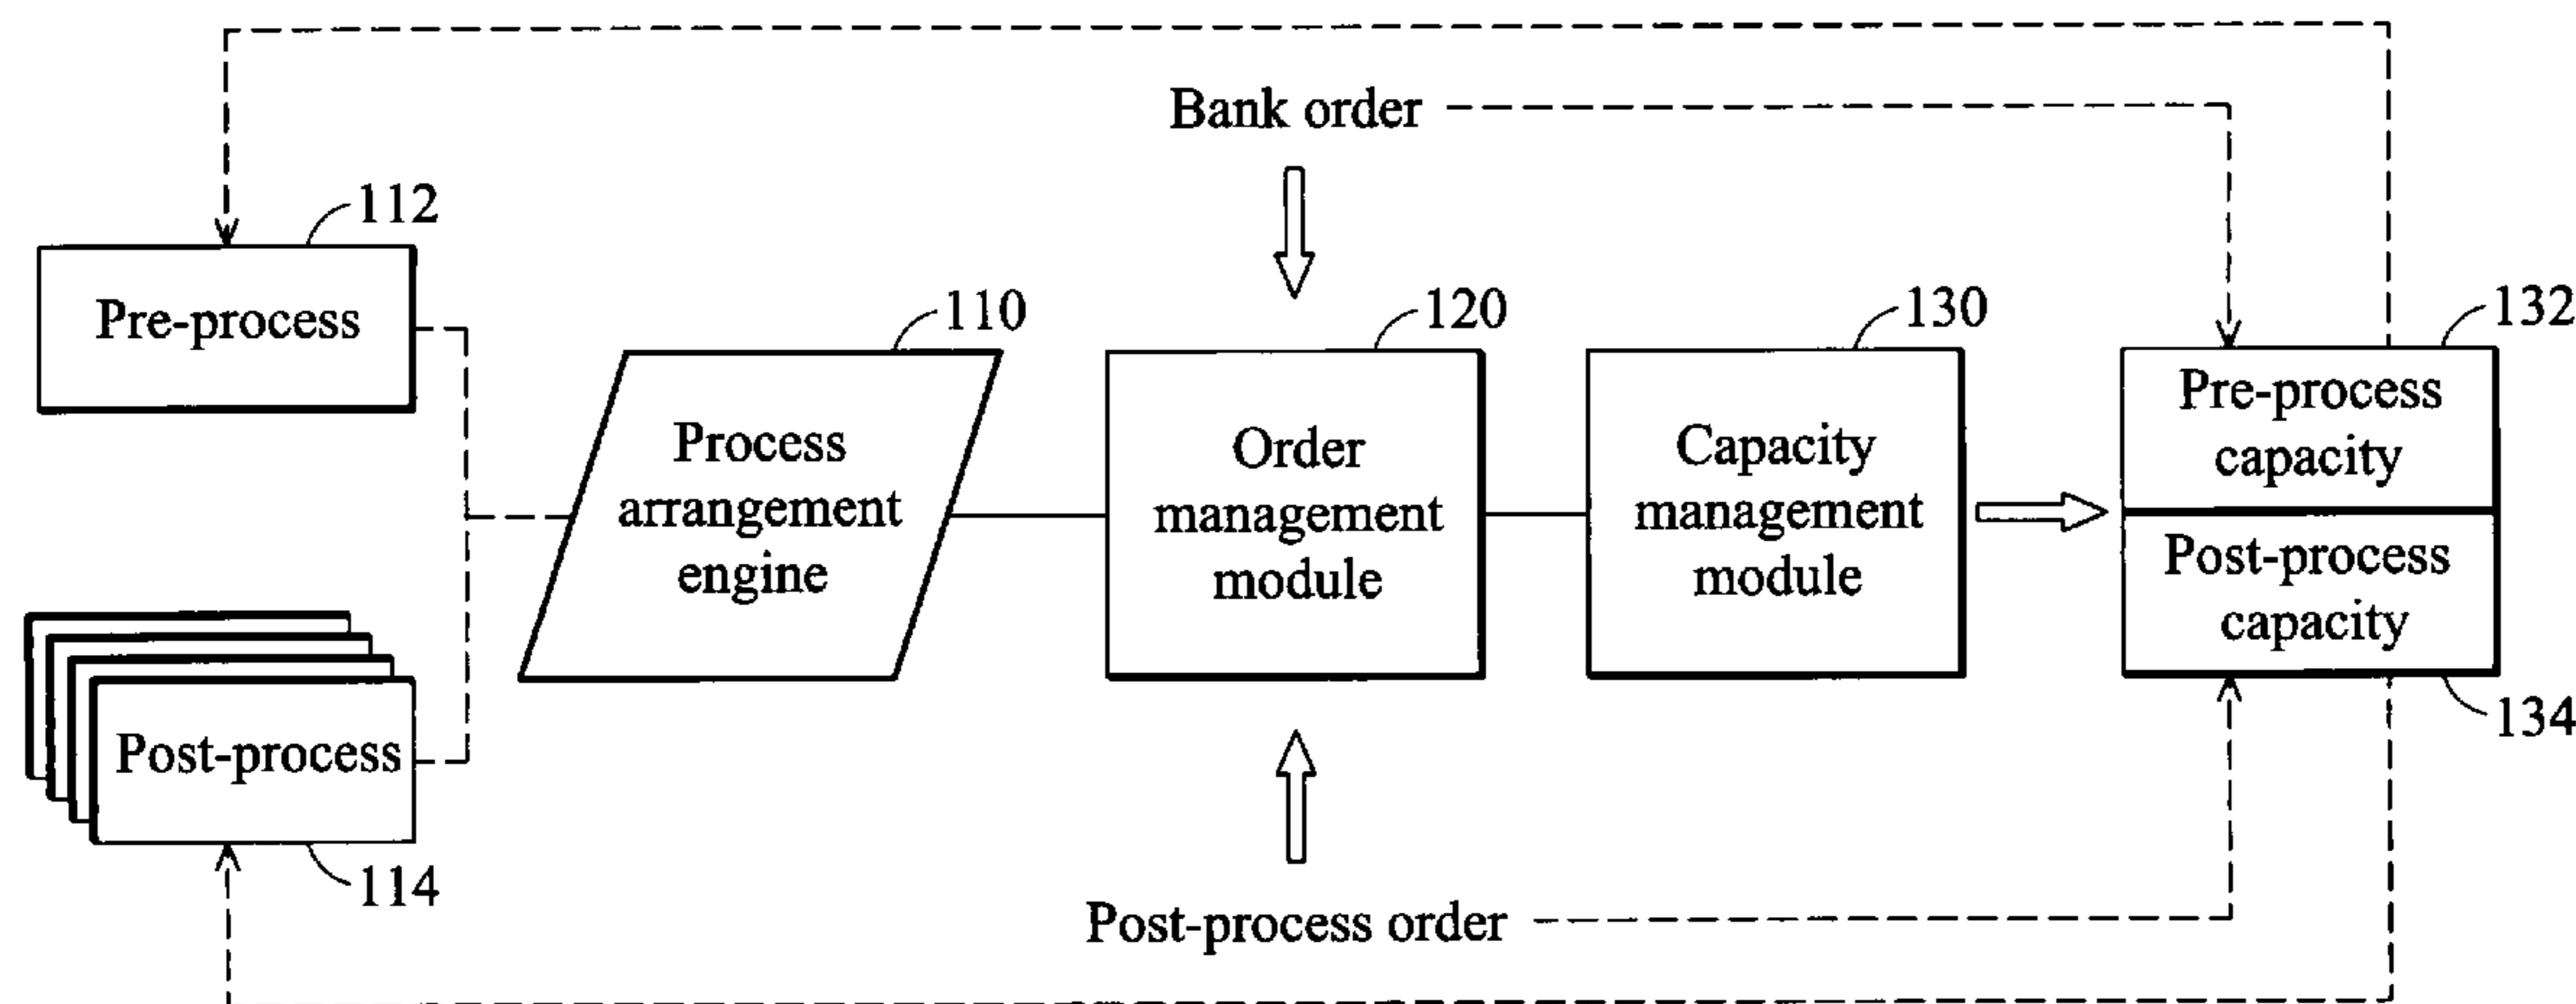 Bank order
112
Pre-process
110
120
130
132
Process
arrangement
engine
Order
management
module
Capacity
management
module
Pre-process
capacity
Post-process
capacity
134
Post-process
114
Post-process order